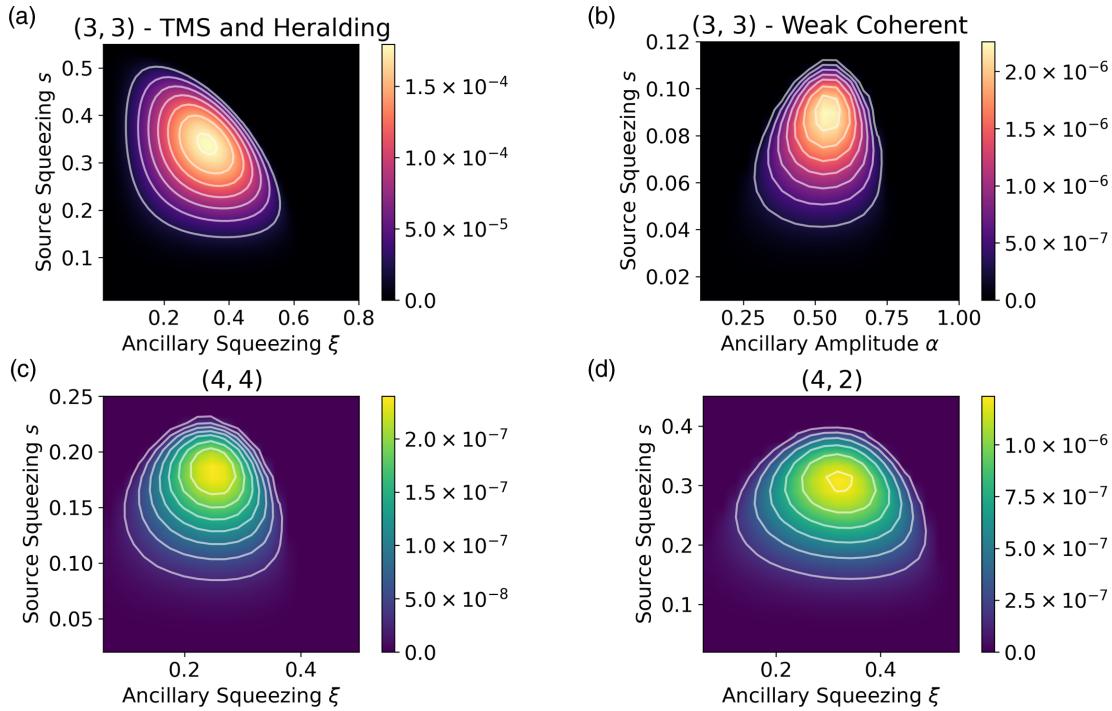 (a)
(3, 3) - TMS and Heralding
Source Squeezing s
0.5
0.4
0.3
0.2
0.1
0.2 0.4 0.6 0.8
Ancillary Squeezing ξ
1.5 × 10⁻⁴
1.0 × 10⁻⁴
5.0 × 10⁻⁵
0.0
(b)
(3, 3) - Weak Coherent
Source Squeezing s
0.12
0.10
0.08
0.06
0.04
0.02
0.25 0.50 0.75 1.00
Ancillary Amplitude α
2.0 × 10⁻⁶
1.5 × 10⁻⁶
1.0 × 10⁻⁶
5.0 × 10⁻⁷
0.0
(c)
(4, 4)
Source Squeezing s
0.25
0.20
0.15
0.10
0.05
0.2 0.4
Ancillary Squeezing ξ
2.0 × 10⁻⁷
1.5 × 10⁻⁷
1.0 × 10⁻⁷
5.0 × 10⁻⁸
0.0
(d)
(4, 2)
Source Squeezing s
0.4
0.3
0.2
0.1
0.2 0.4
Ancillary Squeezing ξ
1.0 × 10⁻⁶
7.5 × 10⁻⁷
5.0 × 10⁻⁷
2.5 × 10⁻⁷
0.0